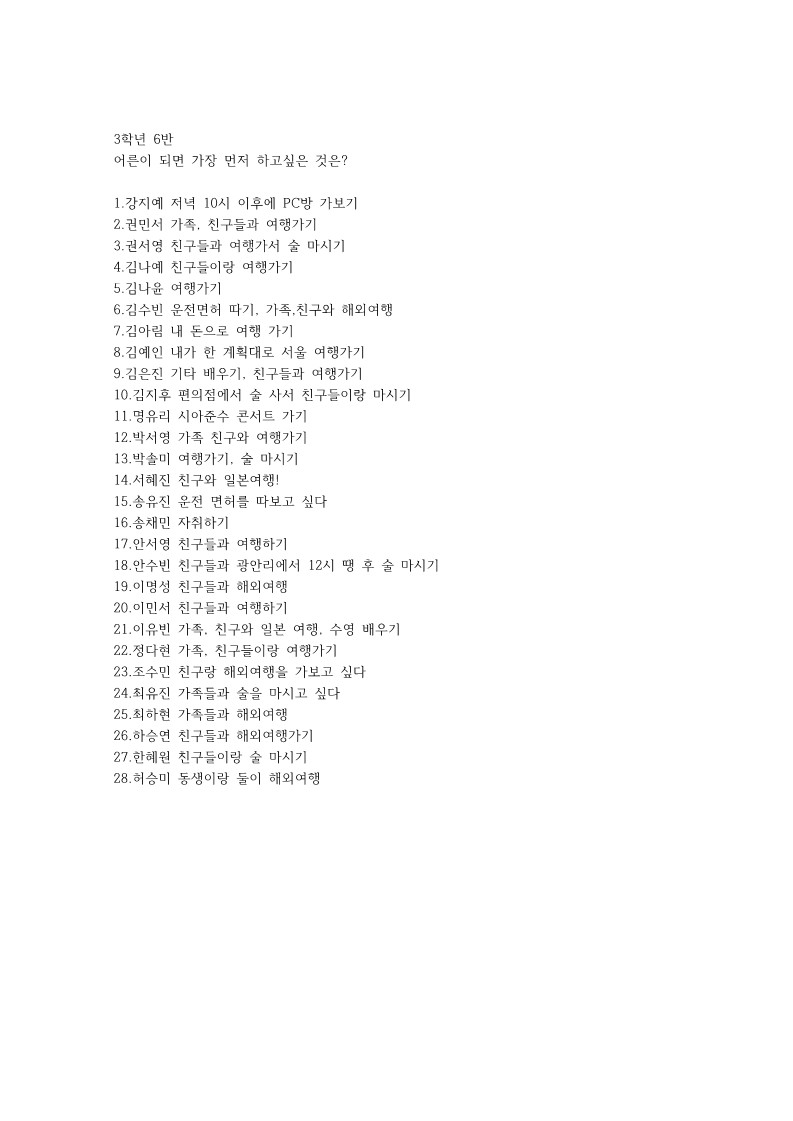 3학년 6반
어른이 되면 가장 먼저 하고싶은 것은?
1.강지예 저녁 10시 이후에 PC방 가보기
2.권민서 가족, 친구들과 여행가기
3.권서영 친구들과 여행가서 술 마시기
4.김나예 친구들이랑 여행가기
5.김나윤 여행가기
6.김수빈 운전면허 따기, 가족,친구와 해외여행
7.김아림 내 돈으로 여행 가기
8.김예인 내가 한 계획대로 서울 여행가기
9.김은진 기타 배우기, 친구들과 여행가기
10.김지후 편의점에서 술 사서 친구들이랑 마시기
11.명유리 시아준수 콘서트 가기
12.박서영 가족 친구와 여행가기
13.박솔미 여행가기, 술 마시기
14.서혜진 친구와 일본여행!
15.송유진 운전 면허를 따보고 싶다
16.송채민 자취하기
17.안서영 친구들과 여행하기
18.안수빈 친구들과 광안리에서 12시 땡 후 술 마시기
19.이명성 친구들과 해외여행
20.이민서 친구들과 여행하기
21.이유빈 가족, 친구와 일본 여행, 수영 배우기
22.정다현 가족, 친구들이랑 여행가기
23.조수민 친구랑 해외여행을 가보고 싶다
24.최유진 가족들과 술을 마시고 싶다
25.최하현 가족들과 해외여행
26.하승연 친구들과 해외여행가기
27.한혜원 친구들이랑 술 마시기
28.허승미 동생이랑 둘이 해외여행